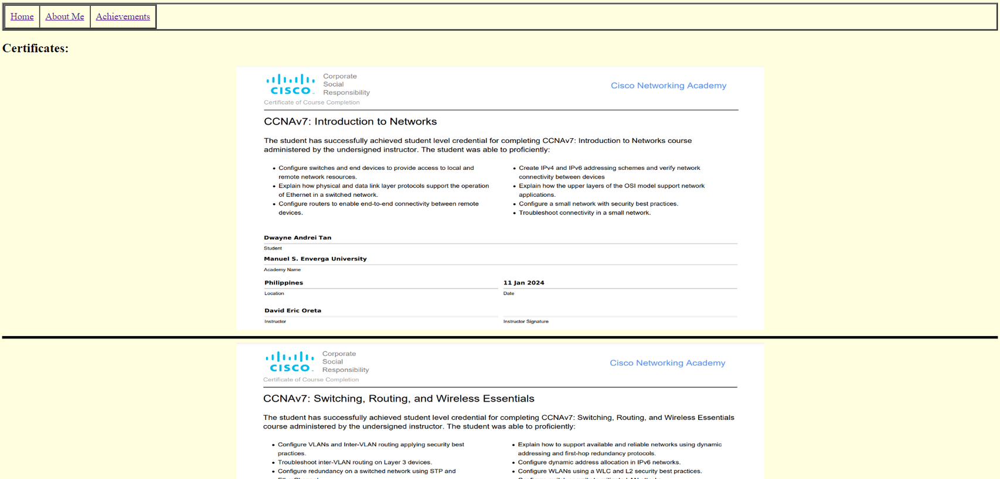 Home About Me Achievements
Certificates:
Corporate
Social
Responsibility
CISCO
Cisco Networking Academy
Certificate of Course Completion
CCNAv7: Introduction to Networks
The student has successfully achieved student level credential for completing CCNAv7: Introduction to Networks course
administered by the undersigned instructor. The student was able to proficiently:
• Configure switches and end devices to provide access to local and
remote network resources.
• Explain how physical and data link layer protocols support the operation
of Ethernet in a switched network.
• Configure routers to enable end-to-end connectivity between remote
devices.
• Create IPv4 and IPv6 addressing schemes and verify network
connectivity between devices
• Explain how the upper layers of the OSI model support network
applications.
• Configure a small network with security best practices.
• Troubleshoot connectivity in a small network.
Dwayne Andrei Tan
Student
Manuel S. Enverga University
Academy Name
Philippines
Location
11 Jan 2024
Date
David Eric Oreta
Instructor
Instructor Signature
Corporate
Social
Responsibility
CISCO
Cisco Networking Academy
Certificate of Course Completion
CCNAv7: Switching, Routing, and Wireless Essentials
The student has successfully achieved student level credential for completing CCNAv7: Switching, Routing, and Wireless Essentials
course administered by the undersigned instructor. The student was able to proficiently:
• Configure VLANs and Inter-VLAN routing applying security best
practices.
• Troubleshoot inter-VLAN routing on Layer 3 devices.
• Configure redundancy on a switched network using STP and
• Explain how to support available and reliable networks using dynamic
addressing and first-hop redundancy protocols.
• Configure dynamic address allocation in IPv6 networks.
• Configure WLANs using a WLC and L2 security best practices.